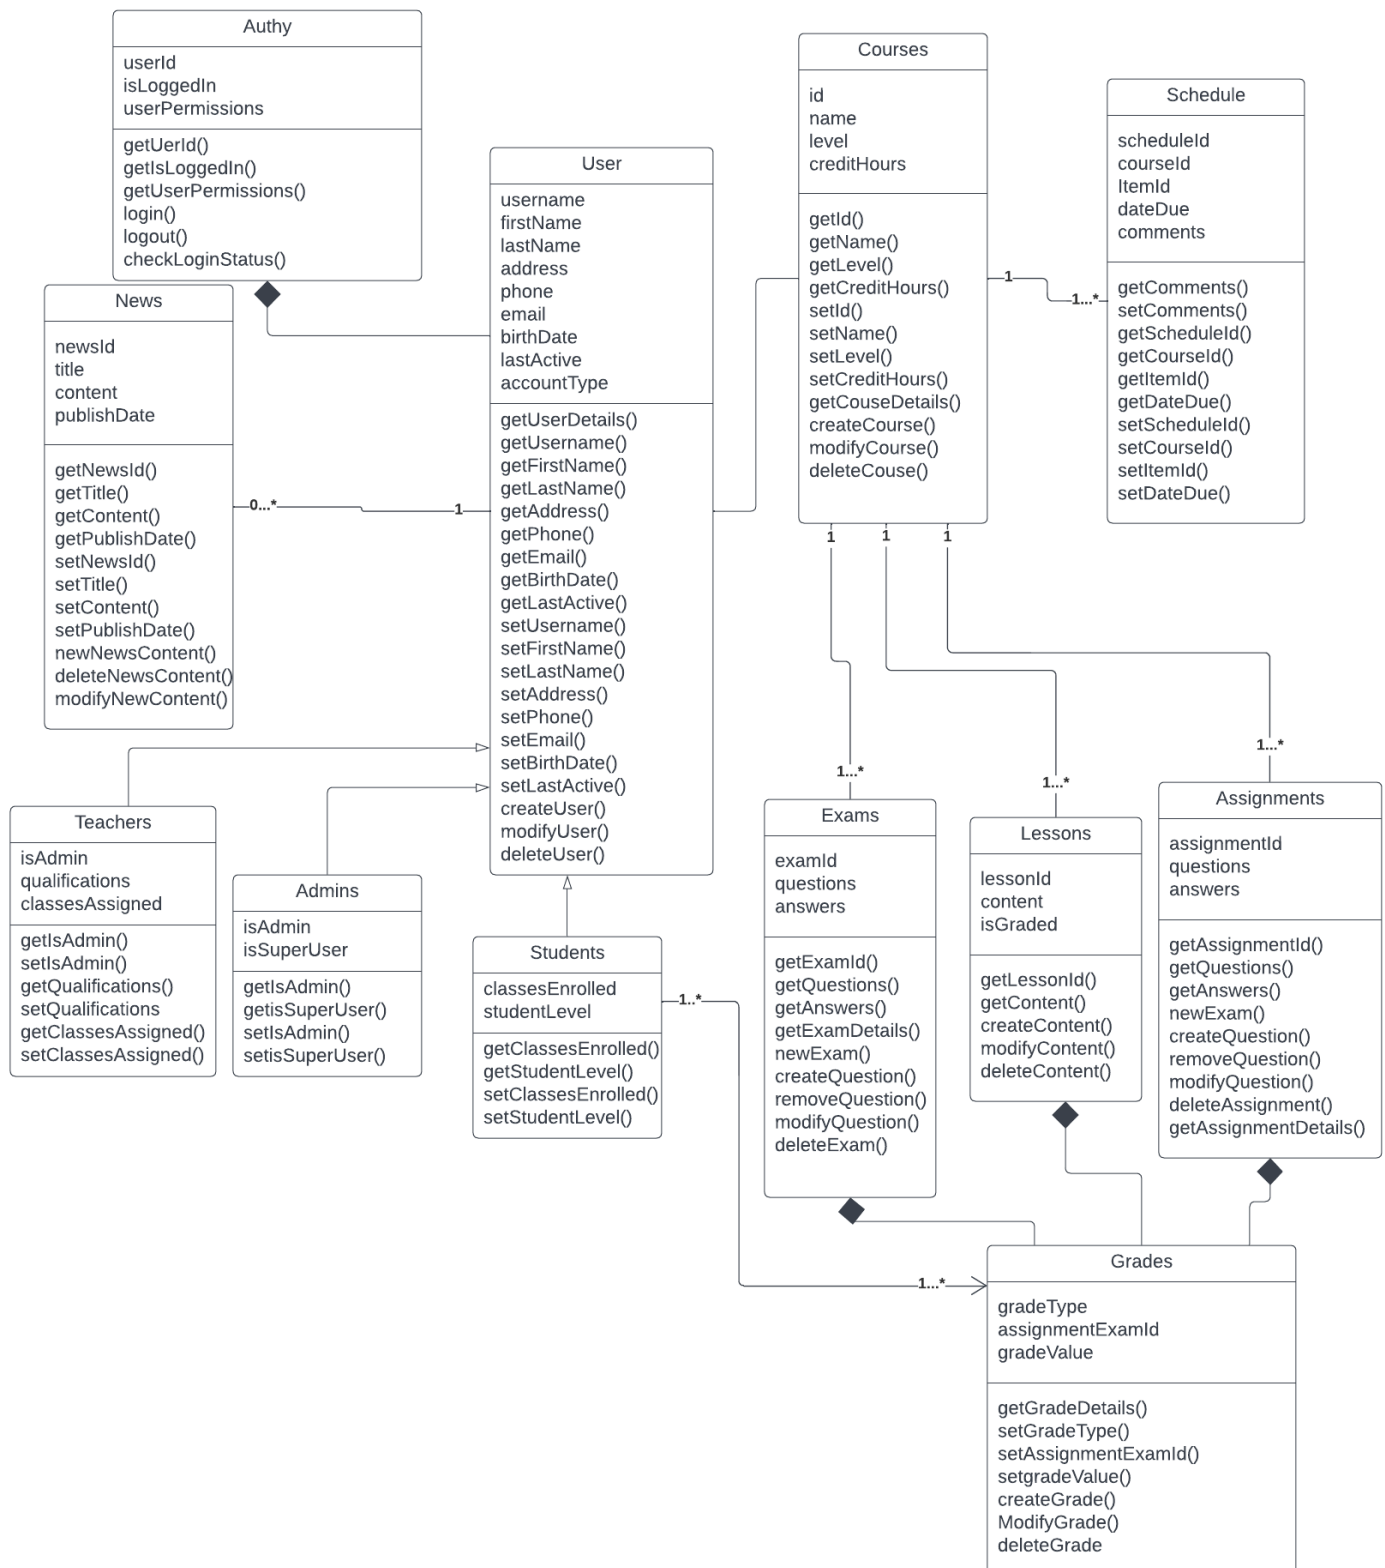 Authy
userId
isLoggedIn
userPermissions
getUerId()
getIsLoggedIn()
getUserPermissions()
login()
logout()
checkLoginStatus()
News
newsId
title
content
publishDate
getNewsId()
getTitle()
getContent()
getPublishDate()
setNewsId()
setTitle()
setContent()
setPublishDate()
newNewsContent()
deleteNewsContent()
modifyNewContent()
0...*
1
User
username
firstName
lastName
address
phone
email
birthDate
lastActive
accountType
getUserDetails()
getUsername()
getFirstName()
getLastName()
getAddress()
getPhone()
getEmail()
getBirthDate()
getLastActive()
setUsername()
setFirstName()
setLastName()
setAddress()
setPhone()
setEmail()
setBirthDate()
setLastActive()
createUser()
modifyUser()
deleteUser()
Courses
id
name
level
creditHours
getId()
getName()
getLevel()
getCreditHours()
setId()
setName()
setLevel()
setCreditHours()
getCouseDetails()
createCourse()
modifyCourse()
deleteCouse()
1
1...*
Schedule
scheduleId
courseId
ItemId
dateDue
comments
getComments()
setComments()
getScheduleId()
getCourseId()
getItemId()
getDateDue()
setScheduleId()
setCourseId()
setItemId()
setDateDue()
1
1
1
1...*
1...*
1...*
Teachers
isAdmin
qualifications
classesAssigned
getIsAdmin()
setIsAdmin()
getQualifications()
setQualifications
getClassesAssigned()
setClassesAssigned()
Admins
isAdmin
isSuperUser
getIsAdmin()
getisSuperUser()
setIsAdmin()
setisSuperUser()
Students
classesEnrolled
studentLevel
getClassesEnrolled()
getStudentLevel()
setClassesEnrolled()
setStudentLevel()
1..*
1...*
Exams
examId
questions
answers
getExamId()
getQuestions()
getAnswers()
getExamDetails()
newExam()
createQuestion()
removeQuestion()
modifyQuestion()
deleteExam()
Lessons
lessonId
content
isGraded
getLessonId()
getContent()
createContent()
modifyContent()
deleteContent()
Assignments
assignmentId
questions
answers
getAssignmentId()
getQuestions()
getAnswers()
newExam()
createQuestion()
removeQuestion()
modifyQuestion()
deleteAssignment()
getAssignmentDetails()
Grades
gradeType
assignmentExamId
gradeValue
getGradeDetails()
setGradeType()
setAssignmentExamId()
setgradeValue()
createGrade()
ModifyGrade()
deleteGrade